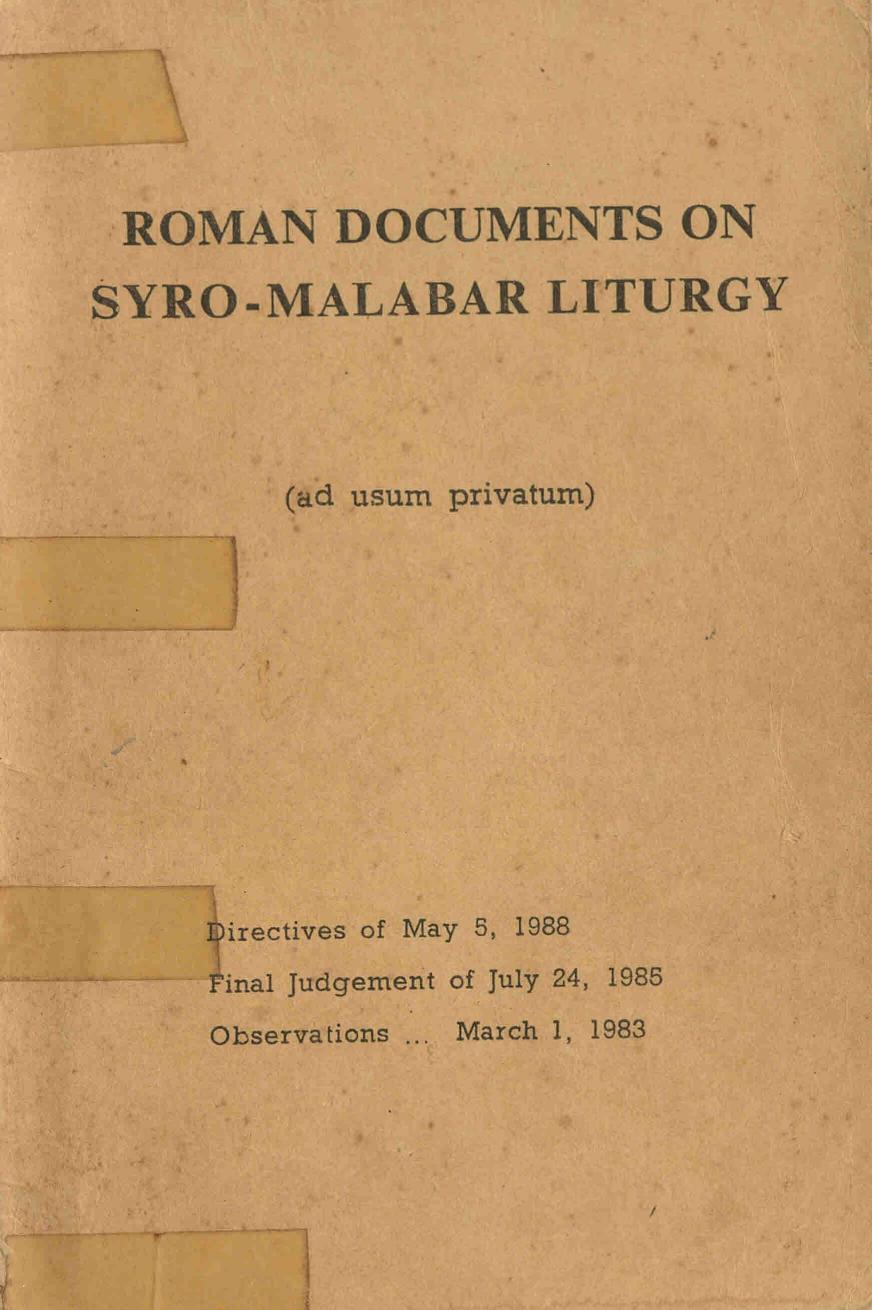 ROMAN DOCUMENTS ON
SYRO-MALABAR LITURGY
(ad usum privatum)
Directives of May 5, 1988
Final Judgement of July 24, 1985
Observations ... March 1, 1983